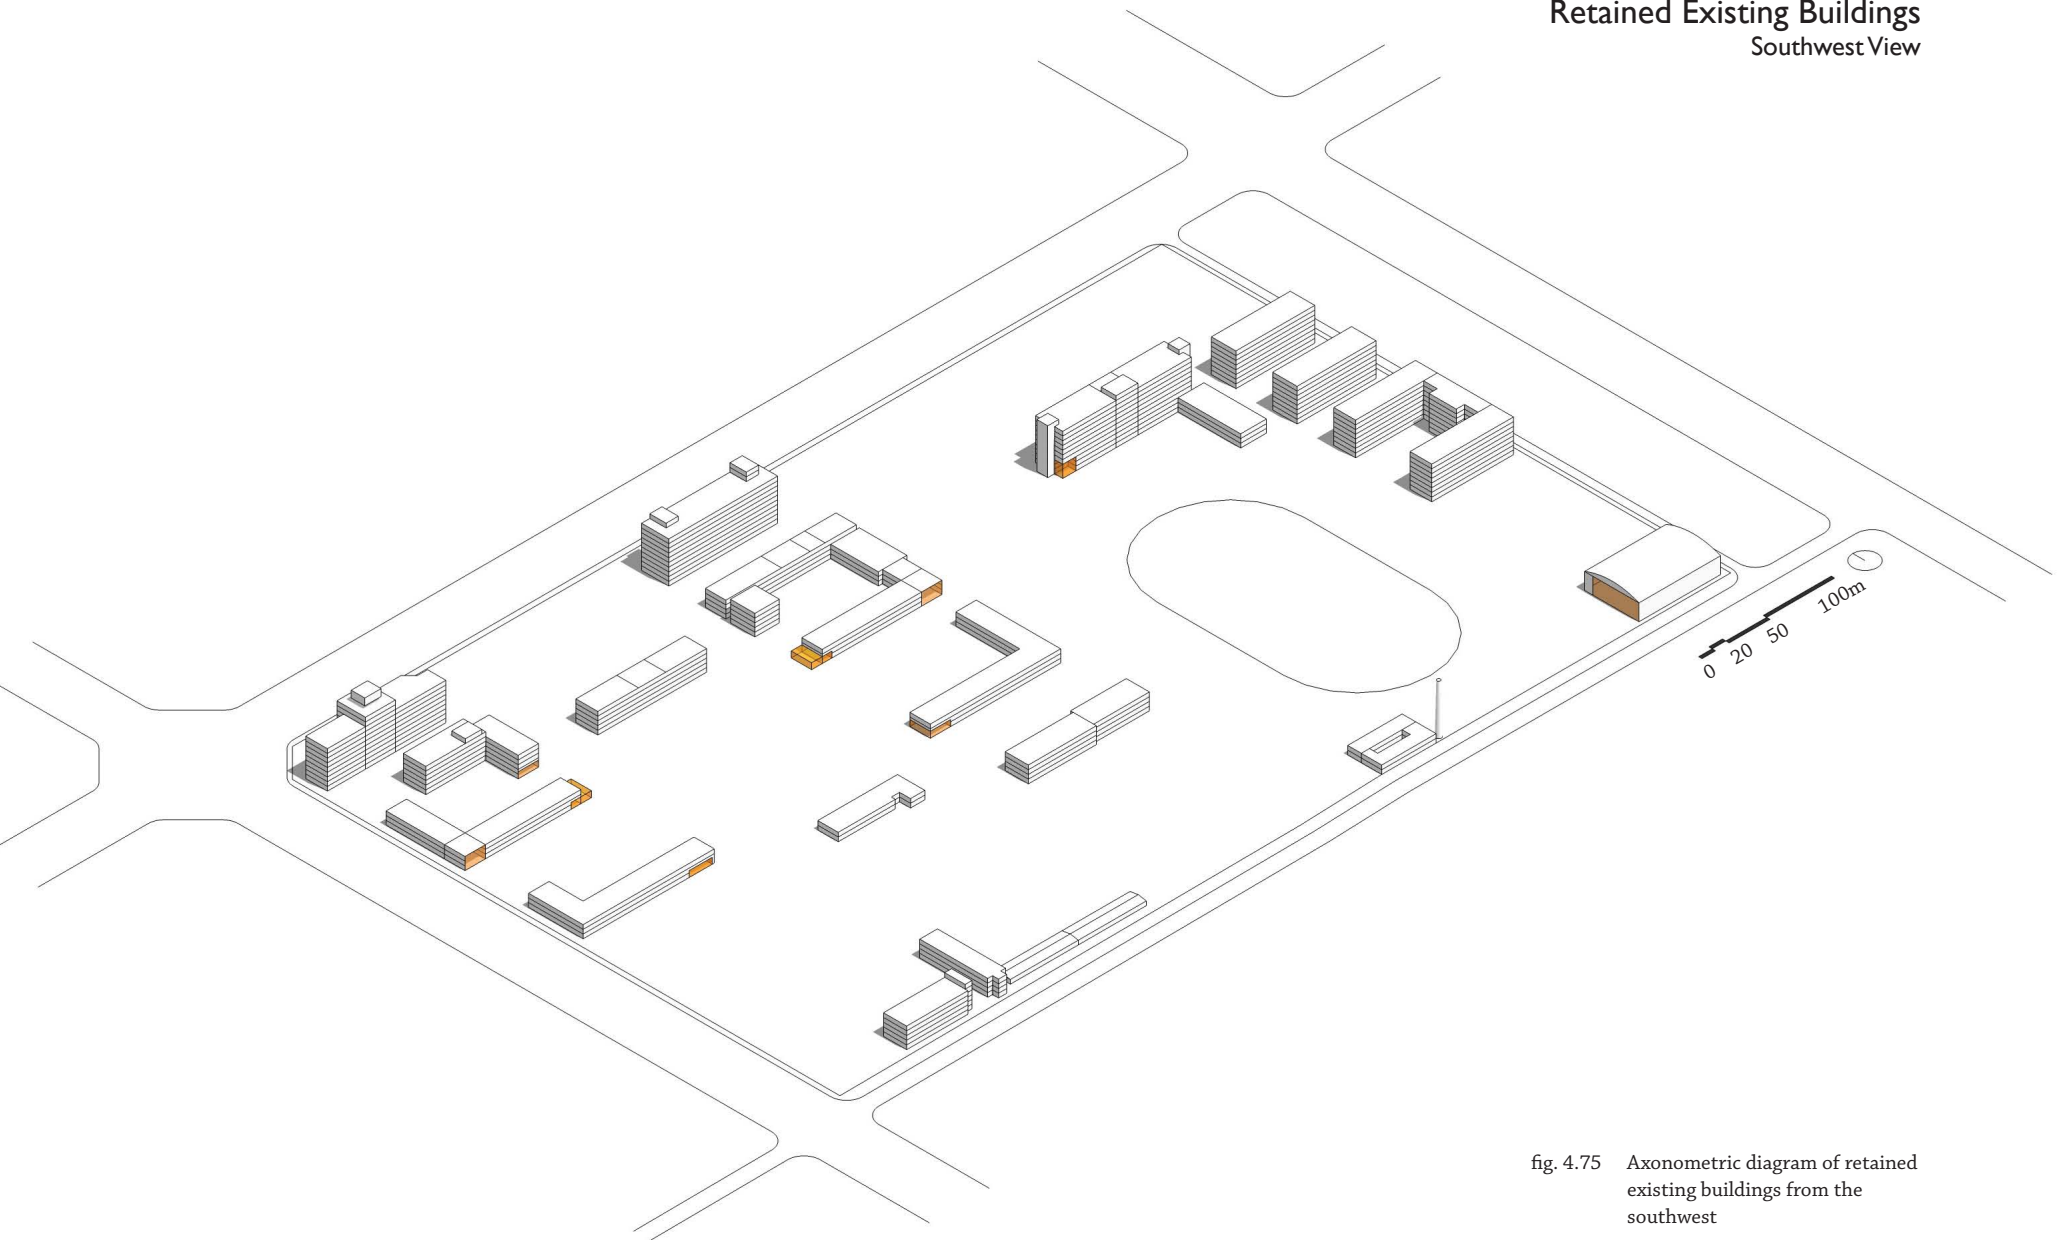 Retained Existing Buildings
Southwest View
0 20 50 100m
fig. 4.75 Axonometric diagram of retained
existing buildings from the
southwest